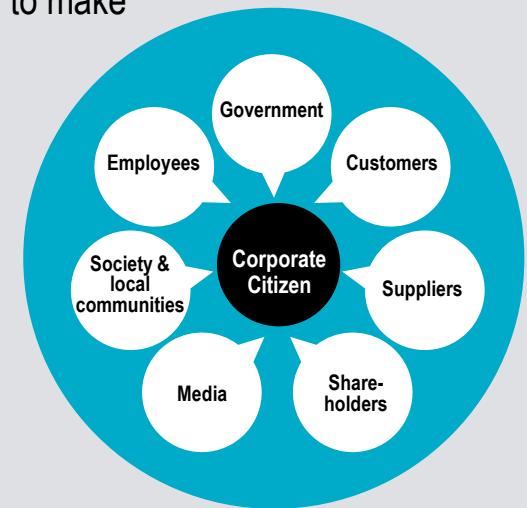 to make
Government
Employees
Customers
Society &
local
communities
Corporate
Citizen
Suppliers
Media
Share-
holders